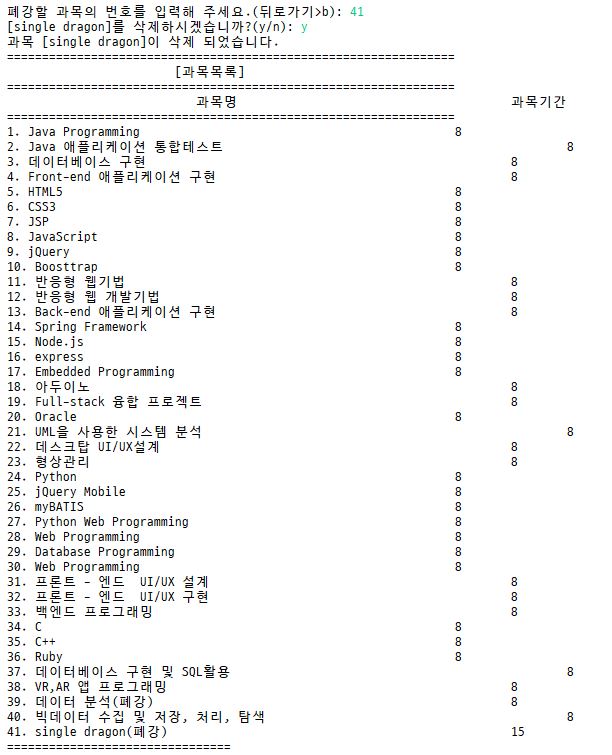 폐강할 과목의 번호를 입력해 주세요.(뒤로가기>b): 41
[single dragon]를 삭제하시겠습니까?(y/n): y
과목 [single dragon]이 삭제 되었습니다.
================================================================
[과목목록]
================================================================
과목명 과목기간
================================================================
1. Java Programming 8
2. Java 애플리케이션 통합테스트 8
3. 데이터베이스 구현 8
4. Front-end 애플리케이션 구현 8
5. HTML5 8
6. CSS3 8
7. JSP 8
8. JavaScript 8
9. jQuery 8
10. Boosttrap 8
11. 반응형 웹기법 8
12. 반응형 웹 개발기법 8
13. Back-end 애플리케이션 구현 8
14. Spring Framework 8
15. Node.js 8
16. express 8
17. Embedded Programming 8
18. 아두이노 8
19. Full-stack 융합 프로젝트 8
20. Oracle 8
21. UML을 사용한 시스템 분석 8
22. 데스크탑 UI/UX설계 8
23. 형상관리 8
24. Python 8
25. jQuery Mobile 8
26. myBATIS 8
27. Python Web Programming 8
28. Web Programming 8
29. Database Programming 8
30. Web Programming 8
31. 프론트 - 엔드  UI/UX 설계 8
32. 프론트 - 엔드  UI/UX 구현 8
33. 백엔드 프로그래밍 8
34. C 8
35. C++ 8
36. Ruby 8
37. 데이터베이스 구현 및 SQL활용 8
38. VR,AR 앱 프로그래밍 8
39. 데이터 분석(폐강) 8
40. 빅데이터 수집 및 저장, 처리, 탐색 8
41. single dragon(폐강) 15
================================